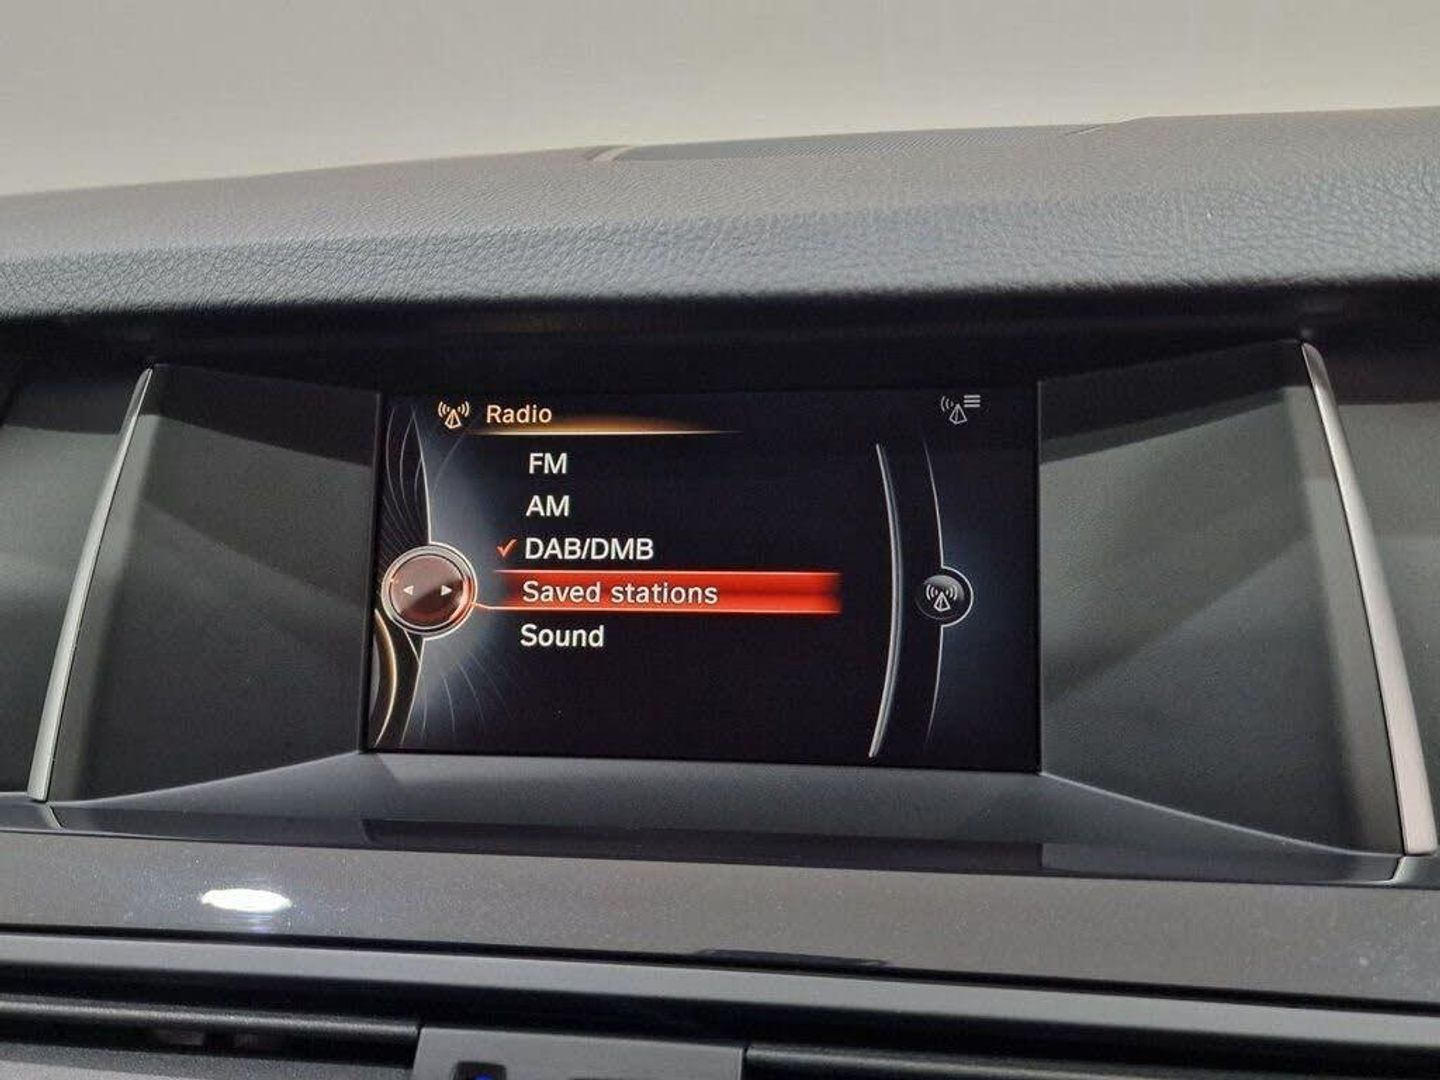 Radio
FM
AM
DAB/DMB
Saved stations
Sound